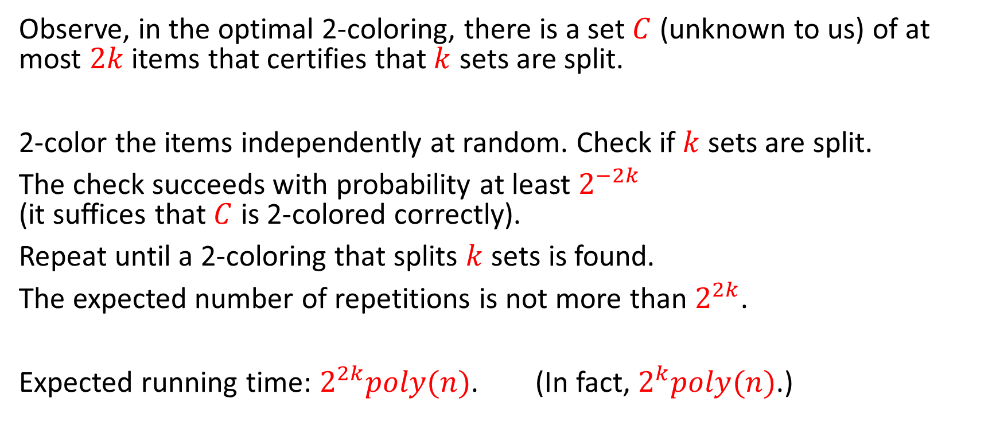 Observe, in the optimal 2-coloring, there is a set C (unknown to us) of at
most 2k items that certifies that k sets are split.
2-color the items independently at random. Check if k sets are split.
The check succeeds with probability at least 2^{-2k}
(it suffices that C is 2-colored correctly).
Repeat until a 2-coloring that splits k sets is found.
The expected number of repetitions is not more than 2^{2k}.
Expected running time: 2^{2k}poly(n). (In fact, 2^{k}poly(n).)